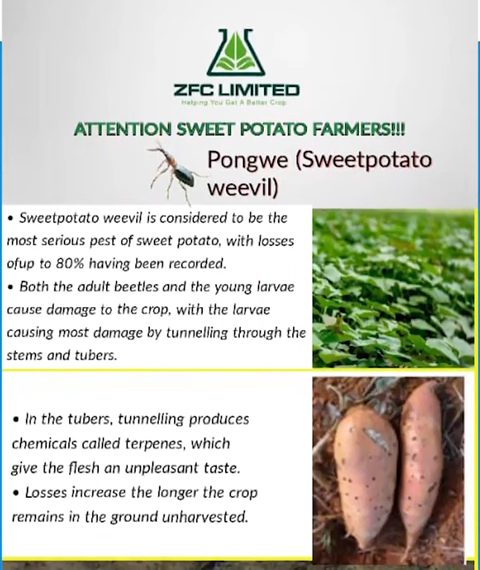 ZFC LIMITED
Helping You Get A Better Crop
ATTENTION SWEET POTATO FARMERS!!!
Pongwe (Sweetpotato
weevil)
• Sweetpotato weevil is considered to be the
most serious pest of sweet potato, with losses
ofup to 80% having been recorded.
• Both the adult beetles and the young larvae
cause damage to the crop, with the larvae
causing most damage by tunnelling through the
stems and tubers.
• In the tubers, tunnelling produces
chemicals called terpenes, which
give the flesh an unpleasant taste.
• Losses increase the longer the crop
remains in the ground unharvested.